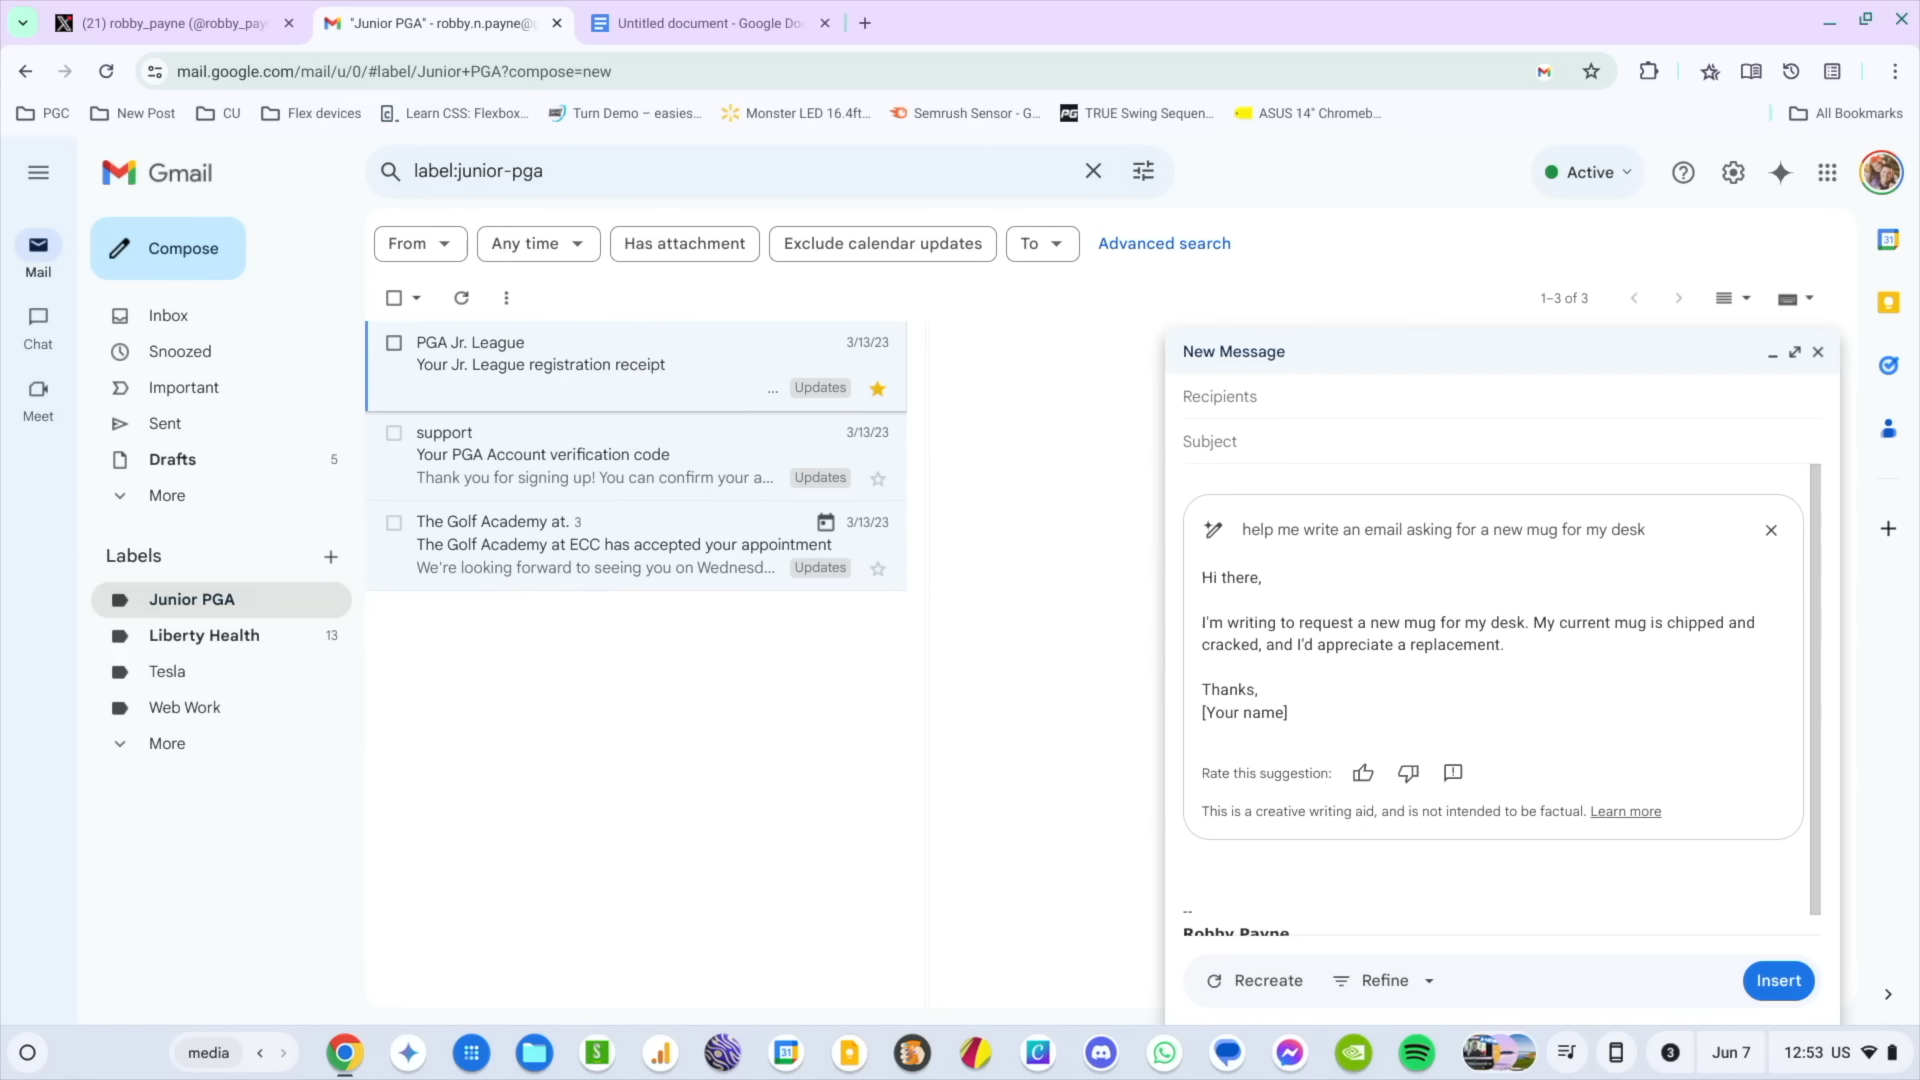 (21) robby_payne (@robby_pay
"Junior PGA" - robby.n.payne@
Untitled document - Google Do
mail.google.com/mail/u/0/#label/Junior+PGA?compose=new
PGC
New Post
CU
Flex devices
Learn CSS: Flexbox...
Turn Demo – easies...
Monster LED 16.4ft...
Semrush Sensor - G...
TRUE Swing Sequen...
ASUS 14" Chromeb...
All Bookmarks
Gmail
label:junior-pga
Active
Mail
Chat
Meet
Compose
Inbox
Snoozed
Important
Sent
Drafts 5
More
Labels
Junior PGA
Liberty Health 13
Tesla
Web Work
More
From
Any time
Has attachment
Exclude calendar updates
To
Advanced search
1–3 of 3
PGA Jr. League 3/13/23
Your Jr. League registration receipt
... Updates
support 3/13/23
Your PGA Account verification code
Thank you for signing up! You can confirm your a... Updates
The Golf Academy at. 3 3/13/23
The Golf Academy at ECC has accepted your appointment
We're looking forward to seeing you on Wednesd... Updates
New Message
Recipients
Subject
help me write an email asking for a new mug for my desk
Hi there,
I'm writing to request a new mug for my desk. My current mug is chipped and
cracked, and I'd appreciate a replacement.
Thanks,
[Your name]
Rate this suggestion:
This is a creative writing aid, and is not intended to be factual. Learn more
--
Robby Payne
Recreate
Refine
Insert
31
media
S
31
C
3
Jun 7
12:53 US